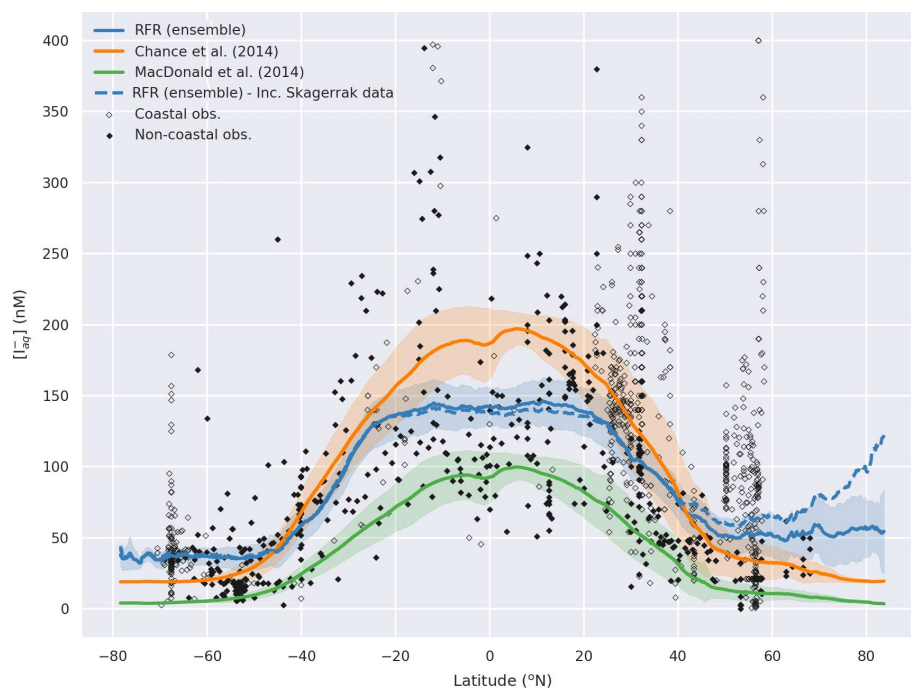 RFR (ensemble)
Chance et al. (2014)
MacDonald et al. (2014)
RFR (ensemble) - Inc. Skagerrak data
Coastal obs.
Non-coastal obs.
400
350
300
250
200
150
100
50
0
[I⁻aq] (nM)
−80 −60 −40 −20 0 20 40 60 80
Latitude (°N)